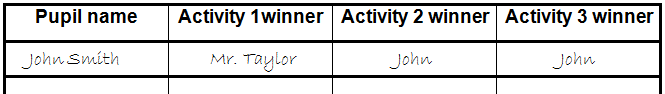 Pupil name Activity 1winner Activity 2 winner Activity 3 winner
John Smith Mr. Taylor John John